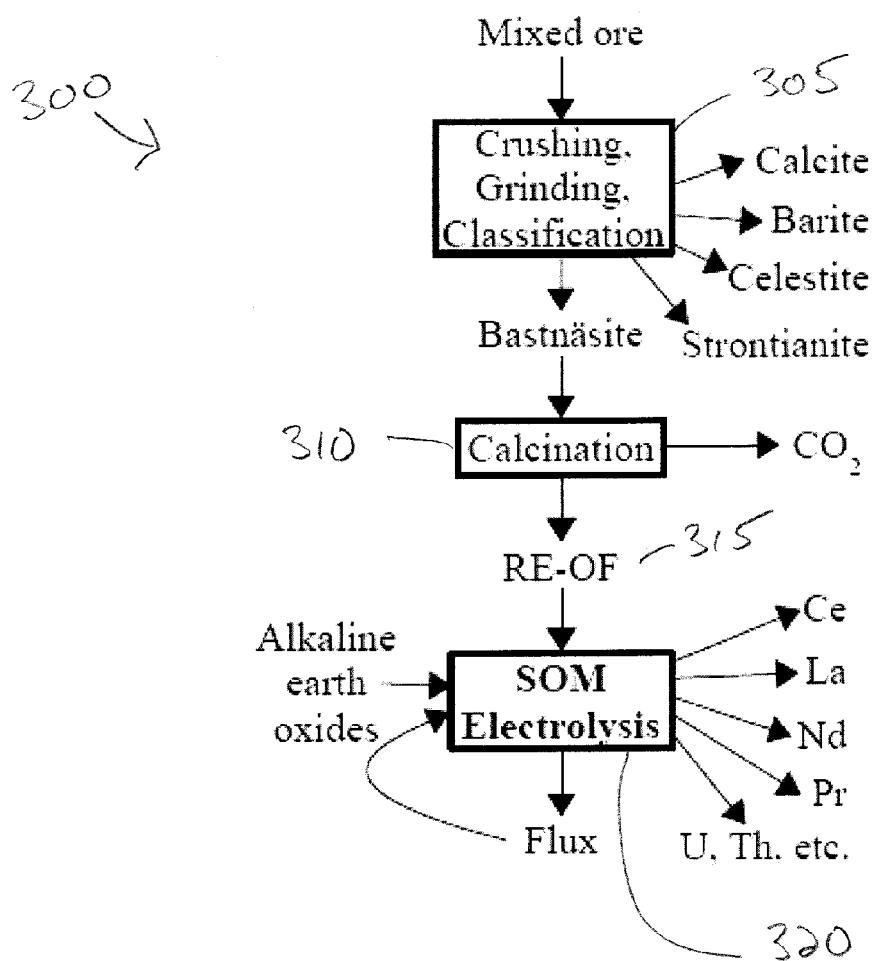 Mixed ore
300
305
Crushing,
Grinding,
Classification
Calcite
Barite
Celestite
Strontianite
Bastnäsite
310
Calcination
CO₂
RE-OF
315
Alkaline
earth
oxides
SOM
Electrolysis
Ce
La
Nd
Pr
U. Th. etc.
Flux
320